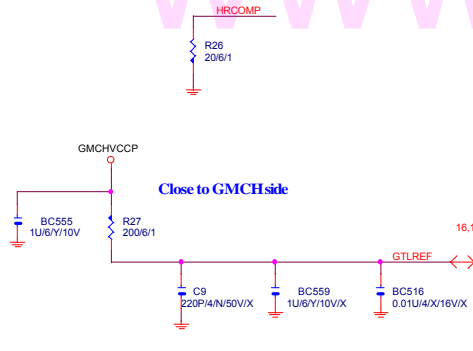 HRCOMP
R26
20/6/1
GMCHVCCP
Close to GMCH side
BC555
1U/6/Y/10V
R27
200/6/1
16,1
GTLREF
C9
220P/4/N/50V/X
BC559
1U/6/Y/10V/X
BC516
0.01U/4/X/16V/X